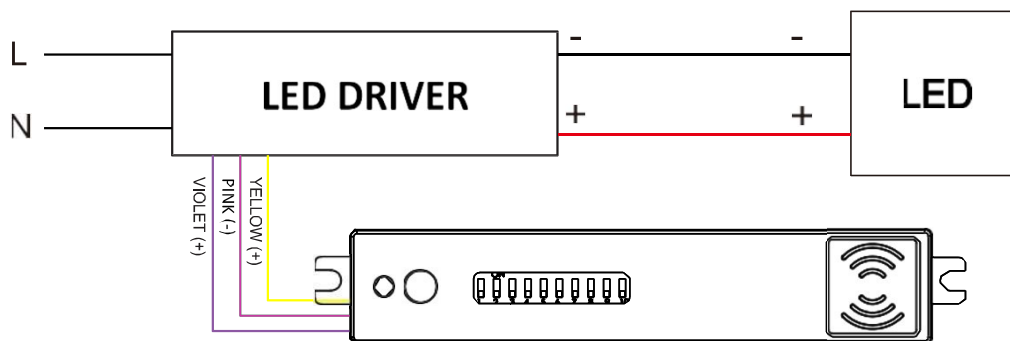 L
N
LED DRIVER
-
-
+
+
LED
VIOLET (+)
PINK (-)
YELLOW (+)